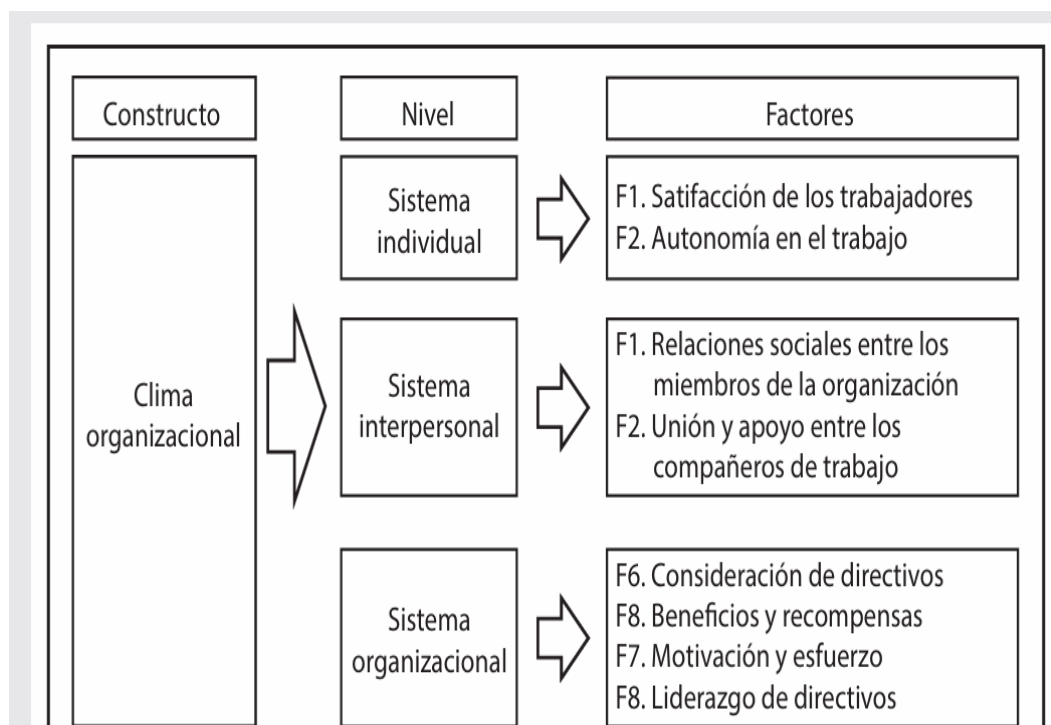 Constructo
Nivel
Factores
Clima
organizacional
Sistema
individual
F1. Satifacción de los trabajadores
F2. Autonomía en el trabajo
Sistema
interpersonal
F1. Relaciones sociales entre los
miembros de la organización
F2. Unión y apoyo entre los
compañeros de trabajo
Sistema
organizacional
F6. Consideración de directivos
F8. Beneficios y recompensas
F7. Motivación y esfuerzo
F8. Liderazgo de directivos